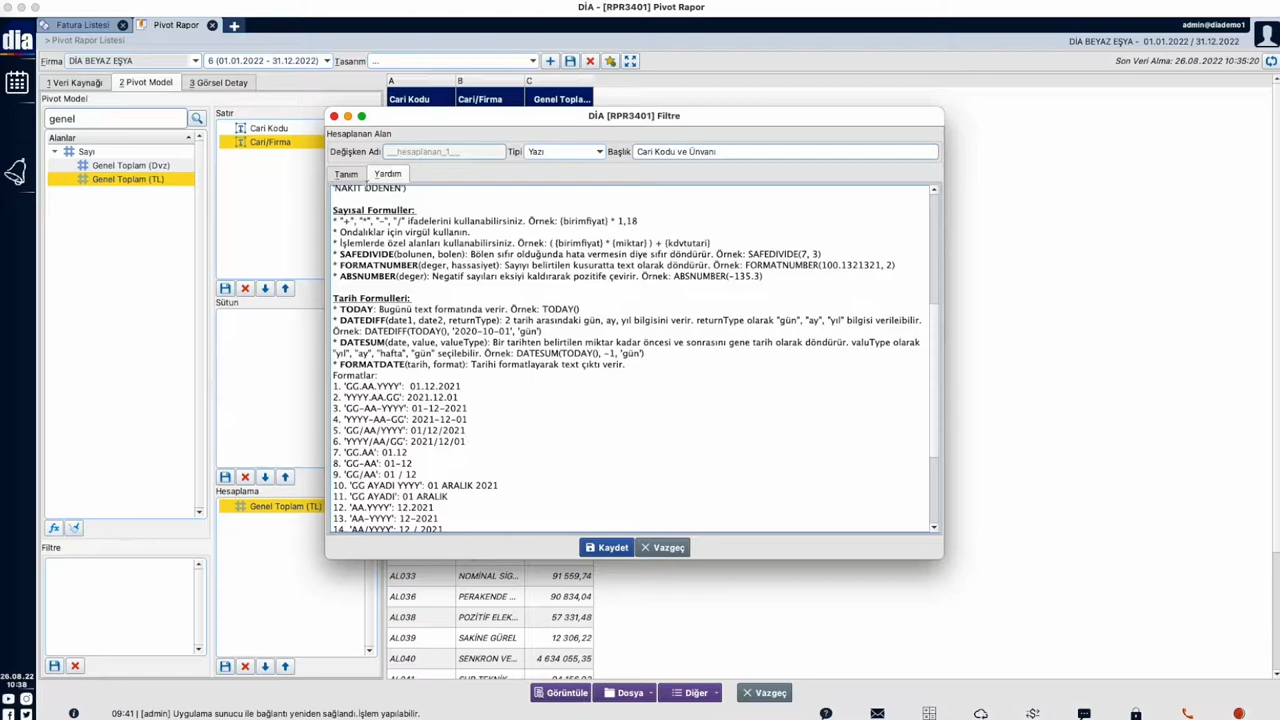 DİA - [RPR3401] Pivot Rapor
dia
Fatura Listesi
Pivot Rapor
admin@diademo1
> Pivot Rapor Listesi
DİA BEYAZ EŞYA - 01.01.2022 / 31.12.2022
Firma DİA BEYAZ EŞYA 6 (01.01.2022 - 31.12.2022) Tasarım ...
Son Veri Alma: 26.08.2022 10:35:20
1 Veri Kaynağı 2 Pivot Model 3 Görsel Detay
A B C
Pivot Model
Cari Kodu Cari/Firma Genel Topla...
genel
Satır
Alanlar
Cari Kodu
Cari/Firma
Sayı
Genel Toplam (Dvz)
Genel Toplam (TL)
Sütun
Hesaplama
Genel Toplam (TL)
Filtre
DİA [RPR3401] Filtre
Hesaplanan Alan
Değişken Adı __hesaplanan_1__ Tipi Yazı Başlık Cari Kodu ve Ünvanı
Tanım Yardım
'NAKİT ÖDENEN')
Sayısal Formuller:
* "+", "*", "-", "/" ifadelerini kullanabilirsiniz. Örnek: {birimfiyat} * 1,18
* Ondalıklar için virgül kullanın.
* İşlemlerde özel alanları kullanabilirsiniz. Örnek: ( {birimfiyat} * {miktar} ) + {kdvtutari}
* SAFEDIVIDE(bolunen, bolen): Bölen sıfır olduğında hata vermesin diye sıfır döndürür. Örnek: SAFEDIVIDE(7, 3)
* FORMATNUMBER(deger, hassasiyet): Sayıyı belirtilen kusuratta text olarak döndürür. Örnek: FORMATNUMBER(100.1321321, 2)
* ABSNUMBER(deger): Negatif sayıları eksiyi kaldırarak pozitife çevirir. Örnek: ABSNUMBER(-135.3)
Tarih Formulleri:
* TODAY: Bugünü text formatında verir. Örnek: TODAY()
* DATEDIFF(date1, date2, returnType): 2 tarih arasındaki gün, ay, yıl bilgisini verir. returnType olarak "gün", "ay", "yıl" bilgisi verileibilir.
Örnek: DATEDIFF(TODAY(), '2020-10-01', 'gün')
* DATESUM(date, value, valueType): Bir tarihten belirtilen miktar kadar öncesi ve sonrasını gene tarih olarak döndürür. valuType olarak
"yıl", "ay", "hafta", "gün" seçilebilir. Örnek: DATESUM(TODAY(), -1, 'gün')
* FORMATDATE(tarih, format): Tarihi formatlayarak text çıktı verir.
Formatlar:
1. 'GG.AA.YYYY': 01.12.2021
2. 'YYYY.AA.GG': 2021.12.01
3. 'GG-AA-YYYY': 01-12-2021
4. 'YYYY-AA-GG': 2021-12-01
5. 'GG/AA/YYYY': 01/12/2021
6. 'YYYY/AA/GG': 2021/12/01
7. 'GG.AA': 01.12
8. 'GG-AA': 01-12
9. 'GG/AA': 01 / 12
10. 'GG AYADI YYYY': 01 ARALIK 2021
11. 'GG AYADI': 01 ARALIK
12. 'AA.YYYY': 12.2021
13. 'AA-YYYY': 12-2021
14. 'AA/YYYY': 12 / 2021
Kaydet Vazgeç
AL033 NOMİNAL SİG... 91 559,74
AL036 PERAKENDE ... 90 834,04
AL038 POZİTİF ELEK... 57 331,48
AL039 SAKİNE GÜREL 12 306,22
AL040 SENKRON VE... 4 634 055,35
26.08.22
10:38
Görüntüle Dosya Diğer Vazgeç
09:41 | [admin] Uygulama sunucu ile bağlantı yeniden sağlandı.İşlem yapılabilir.